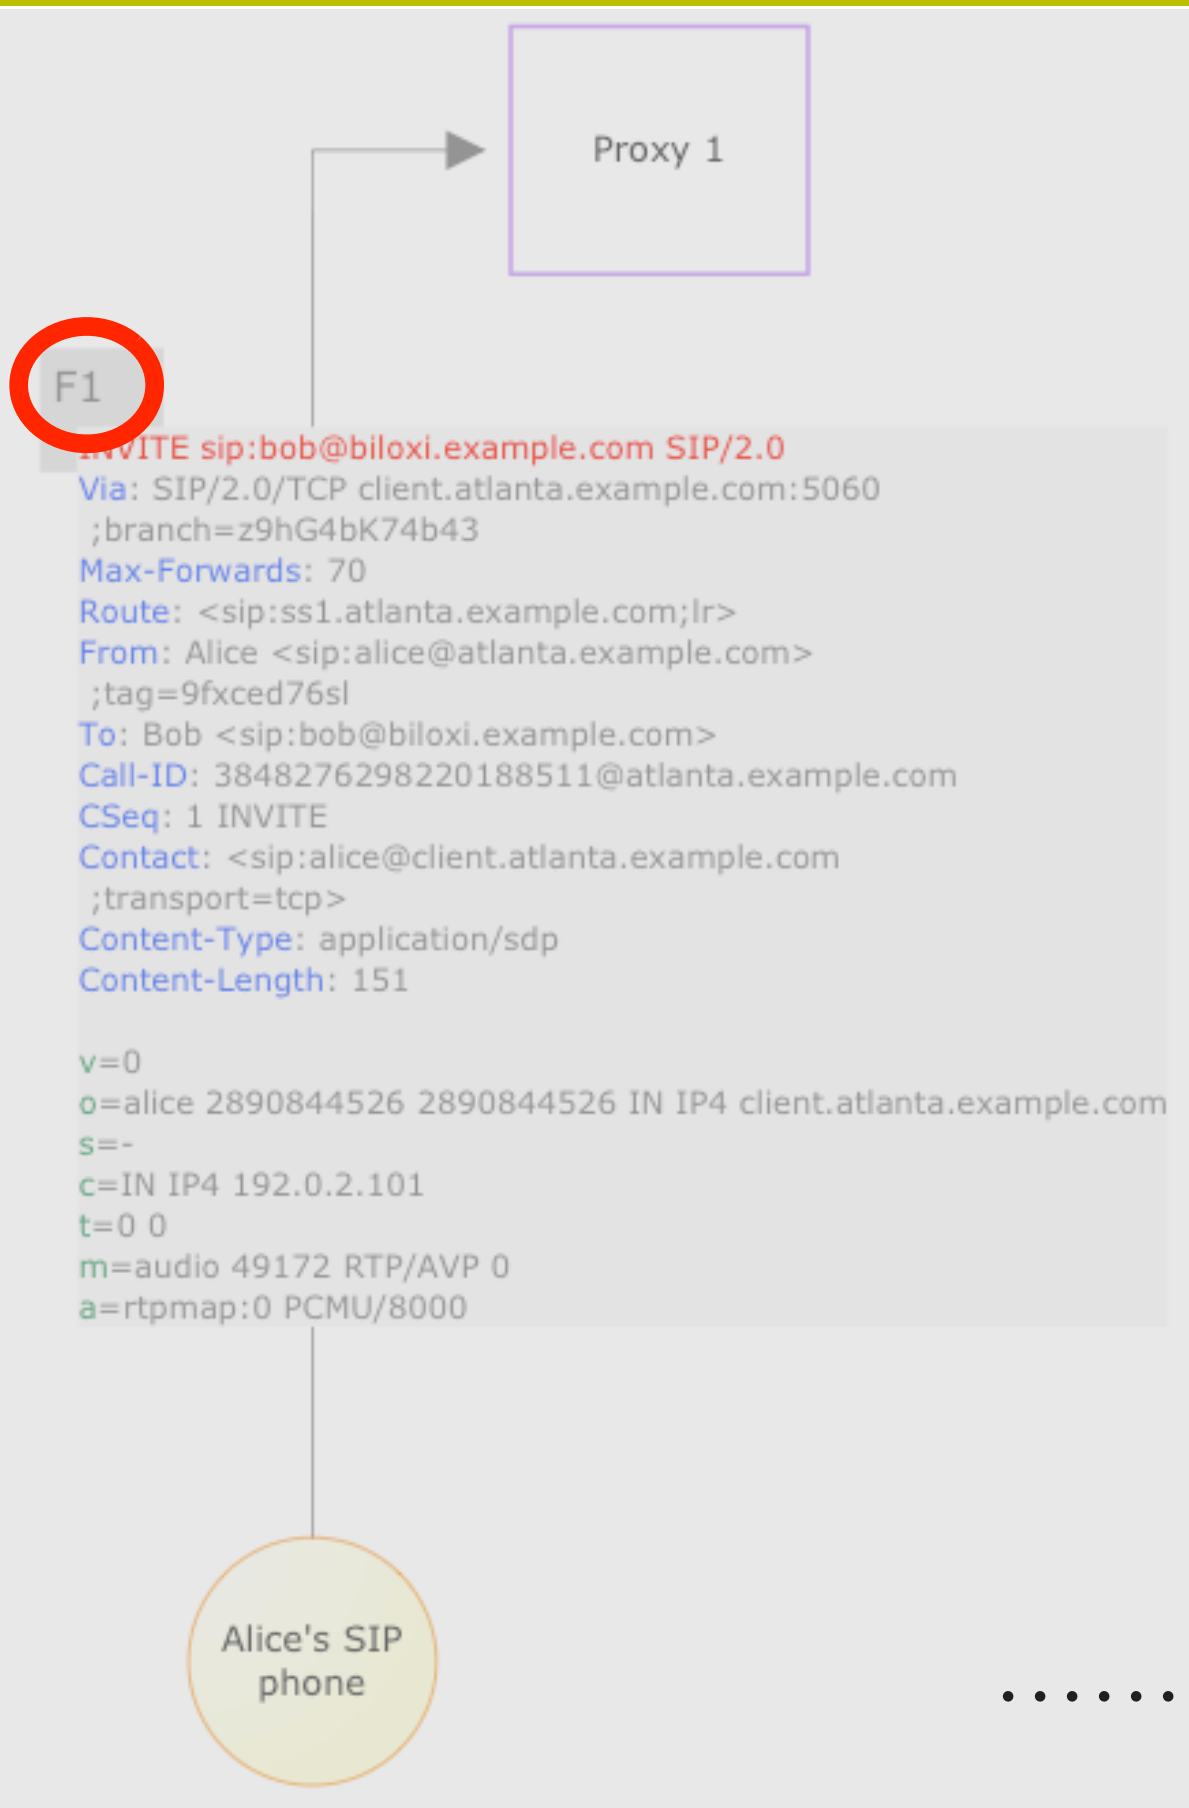 Proxy 1
F1
INVITE sip:bob@biloxi.example.com SIP/2.0
Via: SIP/2.0/TCP client.atlanta.example.com:5060
;branch=z9hG4bK74b43
Max-Forwards: 70
Route: <sip:ss1.atlanta.example.com;lr>
From: Alice <sip:alice@atlanta.example.com>
;tag=9fxced76sl
To: Bob <sip:bob@biloxi.example.com>
Call-ID: 3848276298220188511@atlanta.example.com
CSeq: 1 INVITE
Contact: <sip:alice@client.atlanta.example.com
;transport=tcp>
Content-Type: application/sdp
Content-Length: 151
v=0
o=alice 2890844526 2890844526 IN IP4 client.atlanta.example.com
s=-
c=IN IP4 192.0.2.101
t=0 0
m=audio 49172 RTP/AVP 0
a=rtpmap:0 PCMU/8000
Alice's SIP
phone
......